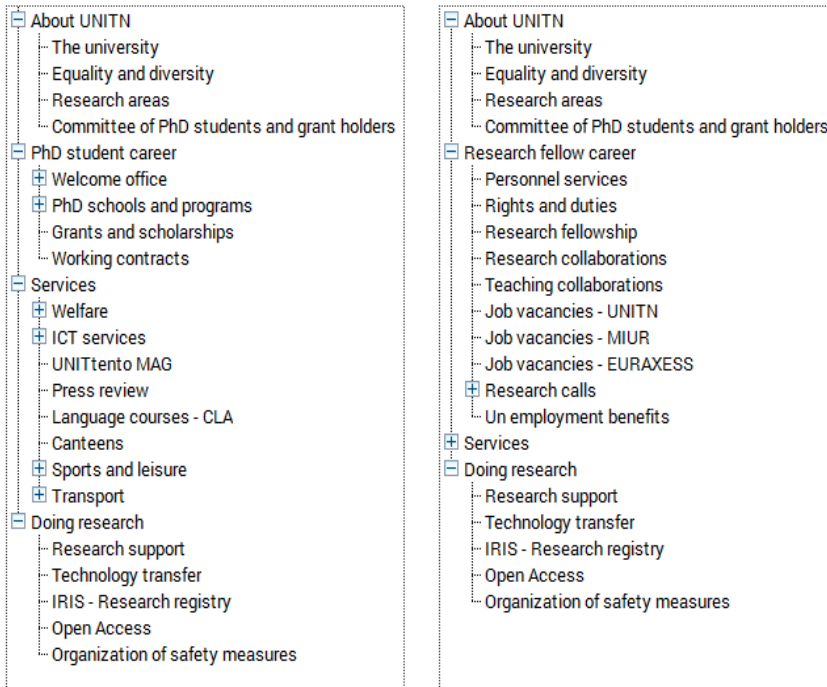 About UNITN
The university
Equality and diversity
Research areas
Committee of PhD students and grant holders
PhD student career
Welcome office
PhD schools and programs
Grants and scholarships
Working contracts
Services
Welfare
ICT services
UNITtento MAG
Press review
Language courses - CLA
Canteens
Sports and leisure
Transport
Doing research
Research support
Technology transfer
IRIS - Research registry
Open Access
Organization of safety measures
About UNITN
The university
Equality and diversity
Research areas
Committee of PhD students and grant holders
Research fellow career
Personnel services
Rights and duties
Research fellowship
Research collaborations
Teaching collaborations
Job vacancies - UNITN
Job vacancies - MIUR
Job vacancies - EURAXESS
Research calls
Un employment benefits
Services
Doing research
Research support
Technology transfer
IRIS - Research registry
Open Access
Organization of safety measures